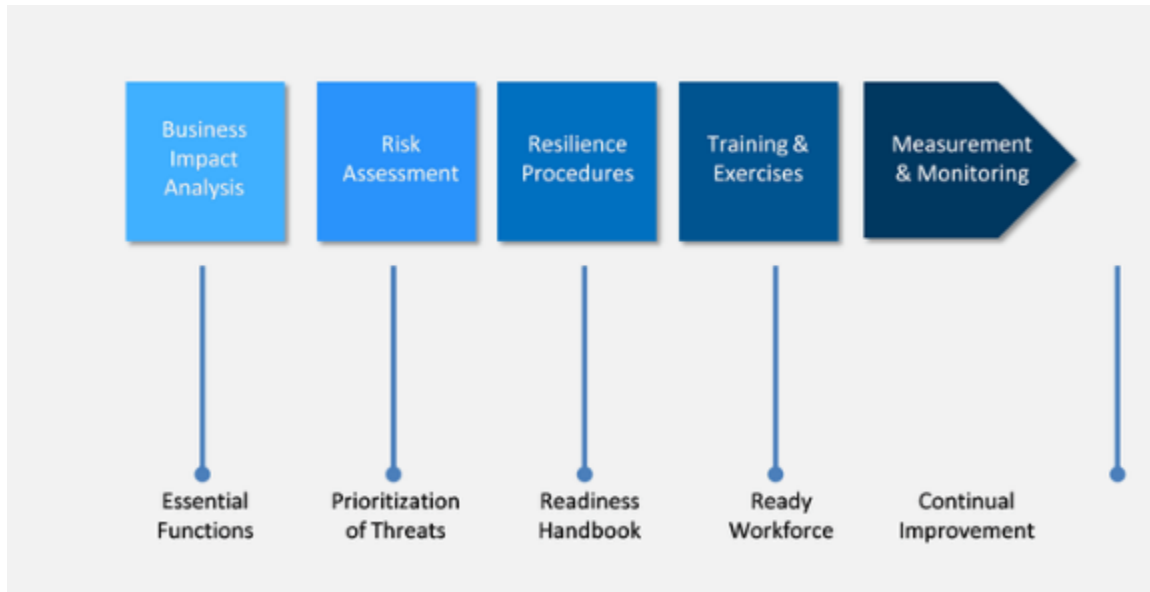 Business
Impact
Analysis
Risk
Assessment
Resilience
Procedures
Training &
Exercises
Measurement
& Monitoring
Essential
Functions
Prioritization
of Threats
Readiness
Handbook
Ready
Workforce
Continual
Improvement